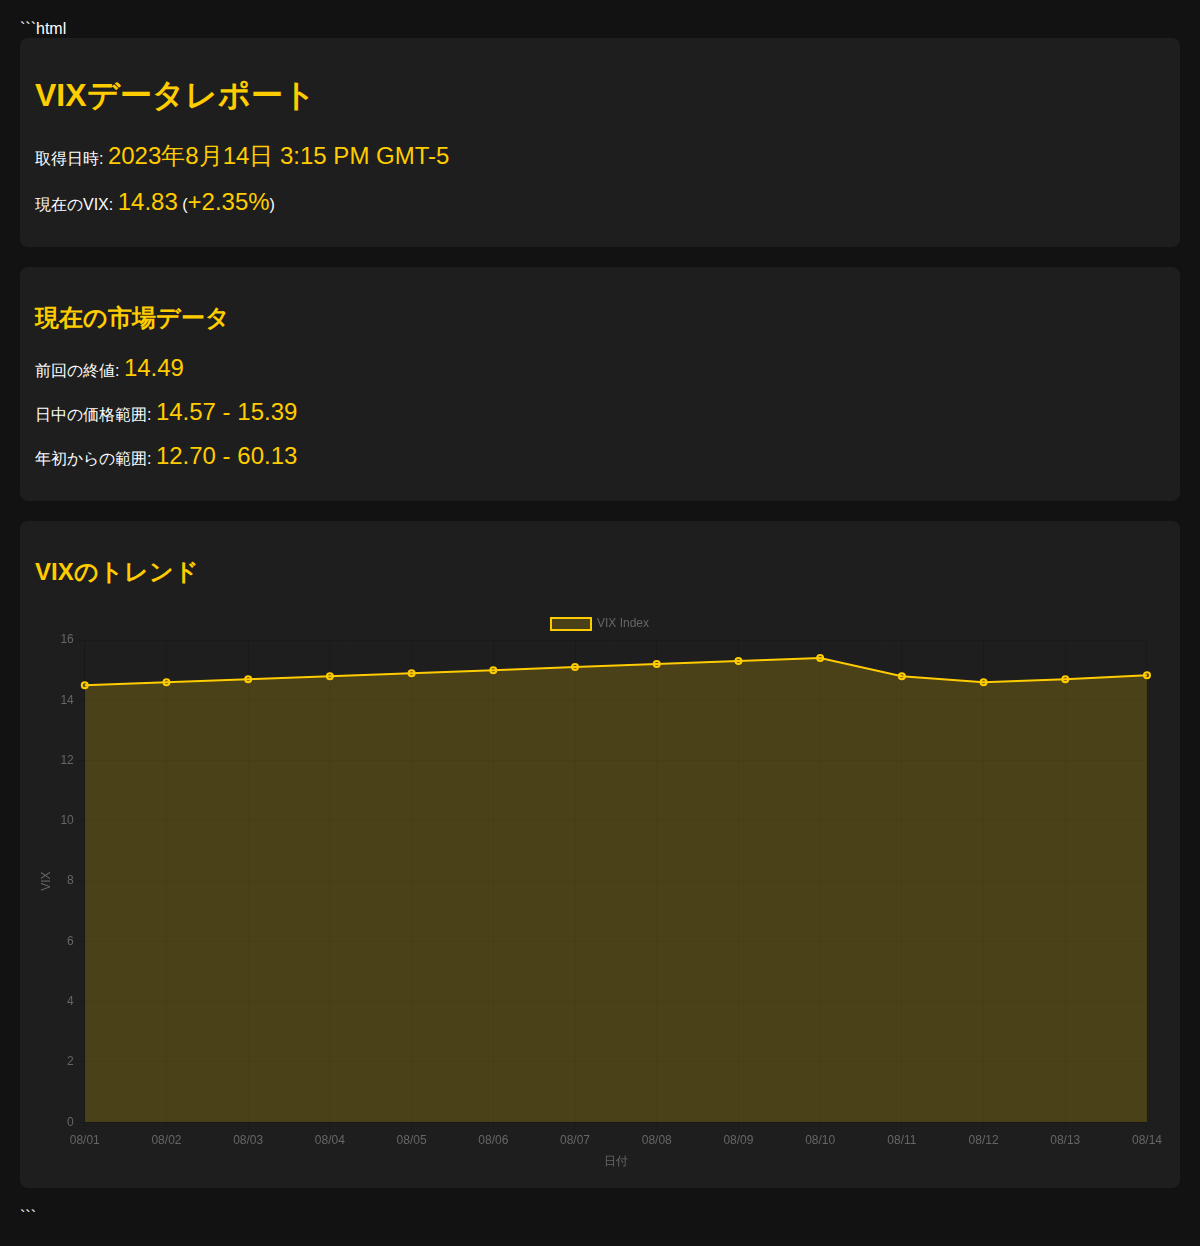 ```html
VIXデータレポート
取得日時: 2023年8月14日 3:15 PM GMT-5
現在のVIX: 14.83 (+2.35%)
現在の市場データ
前回の終値: 14.49
日中の価格範囲: 14.57 - 15.39
年初からの範囲: 12.70 - 60.13
VIXのトレンド
VIX Index
16
14
12
10
8
6
4
2
0
VIX
08/01 08/02 08/03 08/04 08/05 08/06 08/07 08/08 08/09 08/10 08/11 08/12 08/13 08/14
日付
```